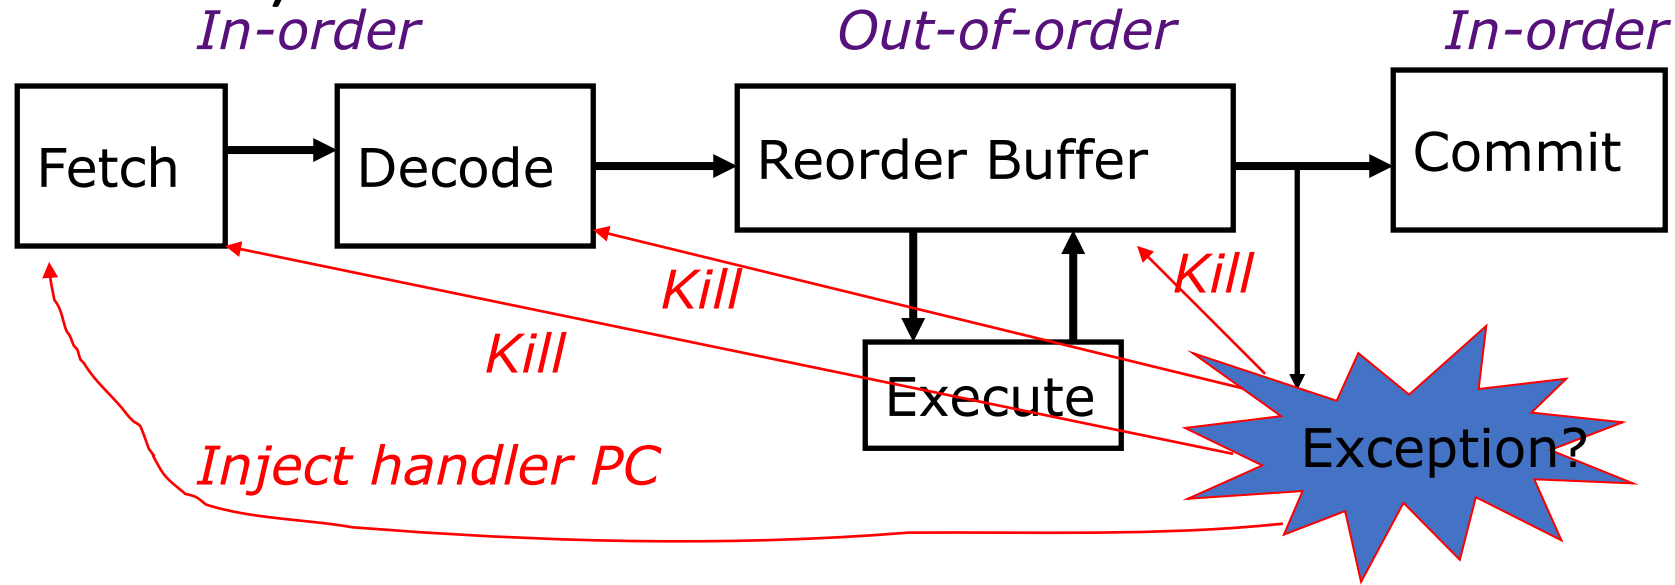 In-order
Out-of-order
In-order
Fetch
Decode
Reorder Buffer
Commit
Kill
Kill
Kill
Execute
Inject handler PC
Exception?